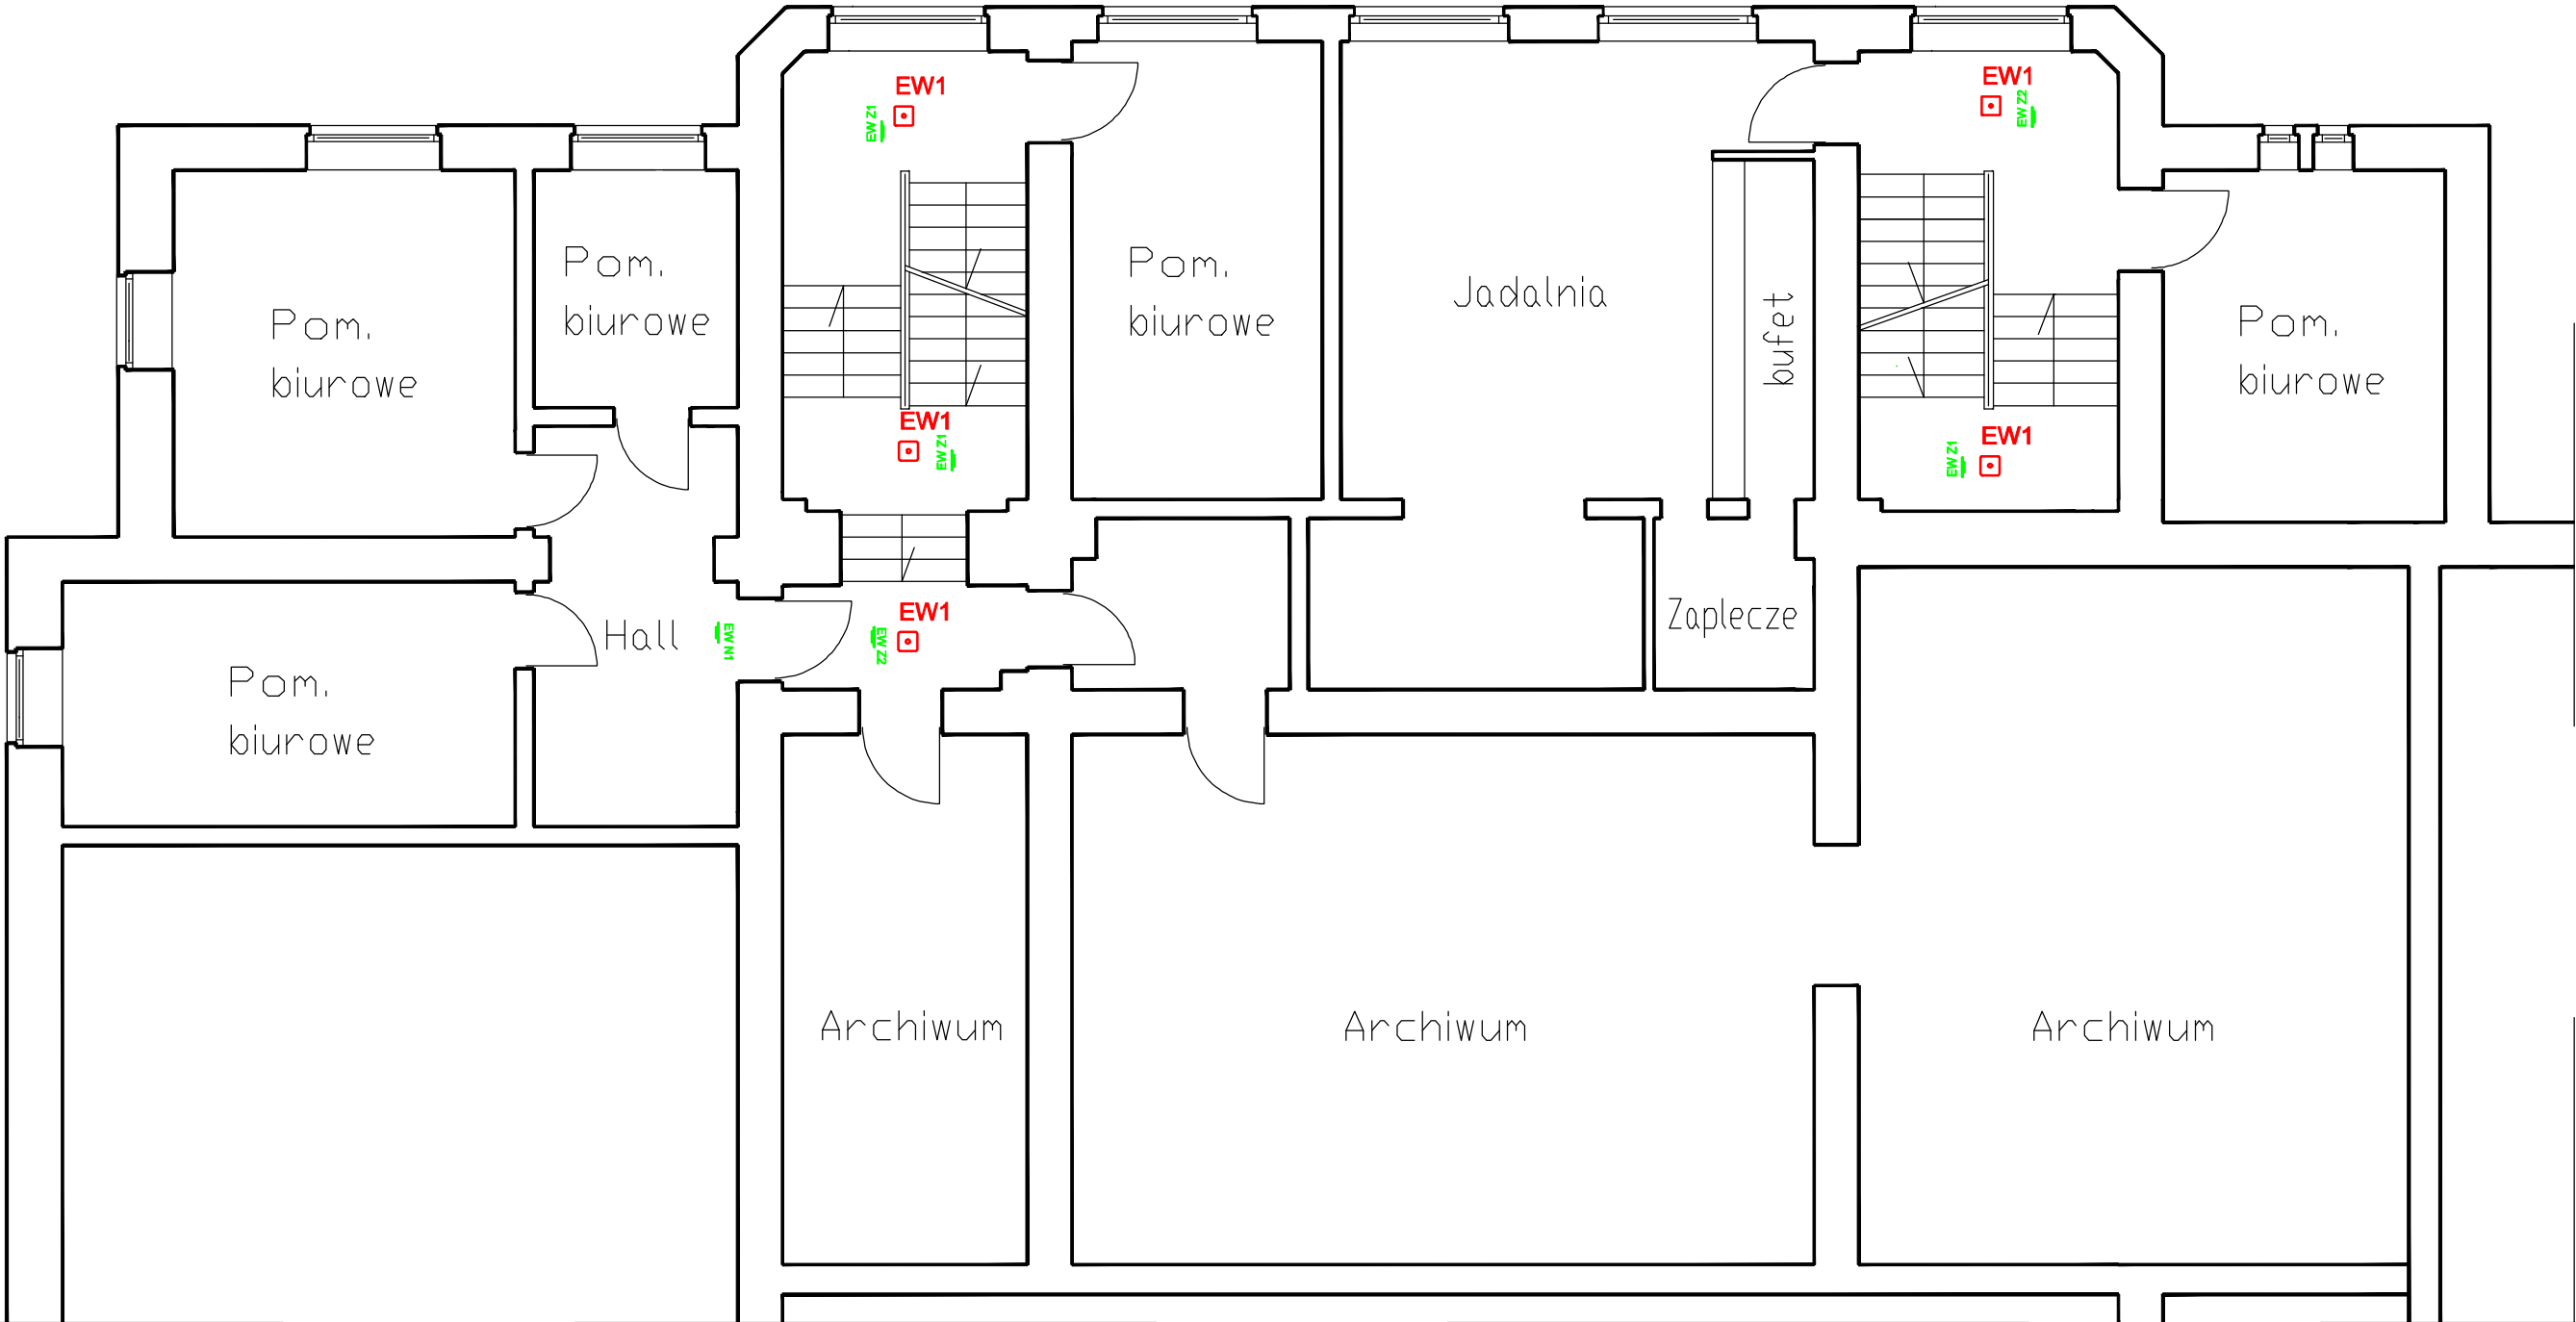 EW1
EW Z1
EW1
EW Z2
Pom.
biurowe
Pom.
biurowe
Pom.
biurowe
Jadalnia
bufet
Pom.
biurowe
EW1
EW Z1
EW1
EW Z1
Hall
EW N1
EW1
EW Z2
Zaplecze
Pom.
biurowe
Archiwum
Archiwum
Archiwum